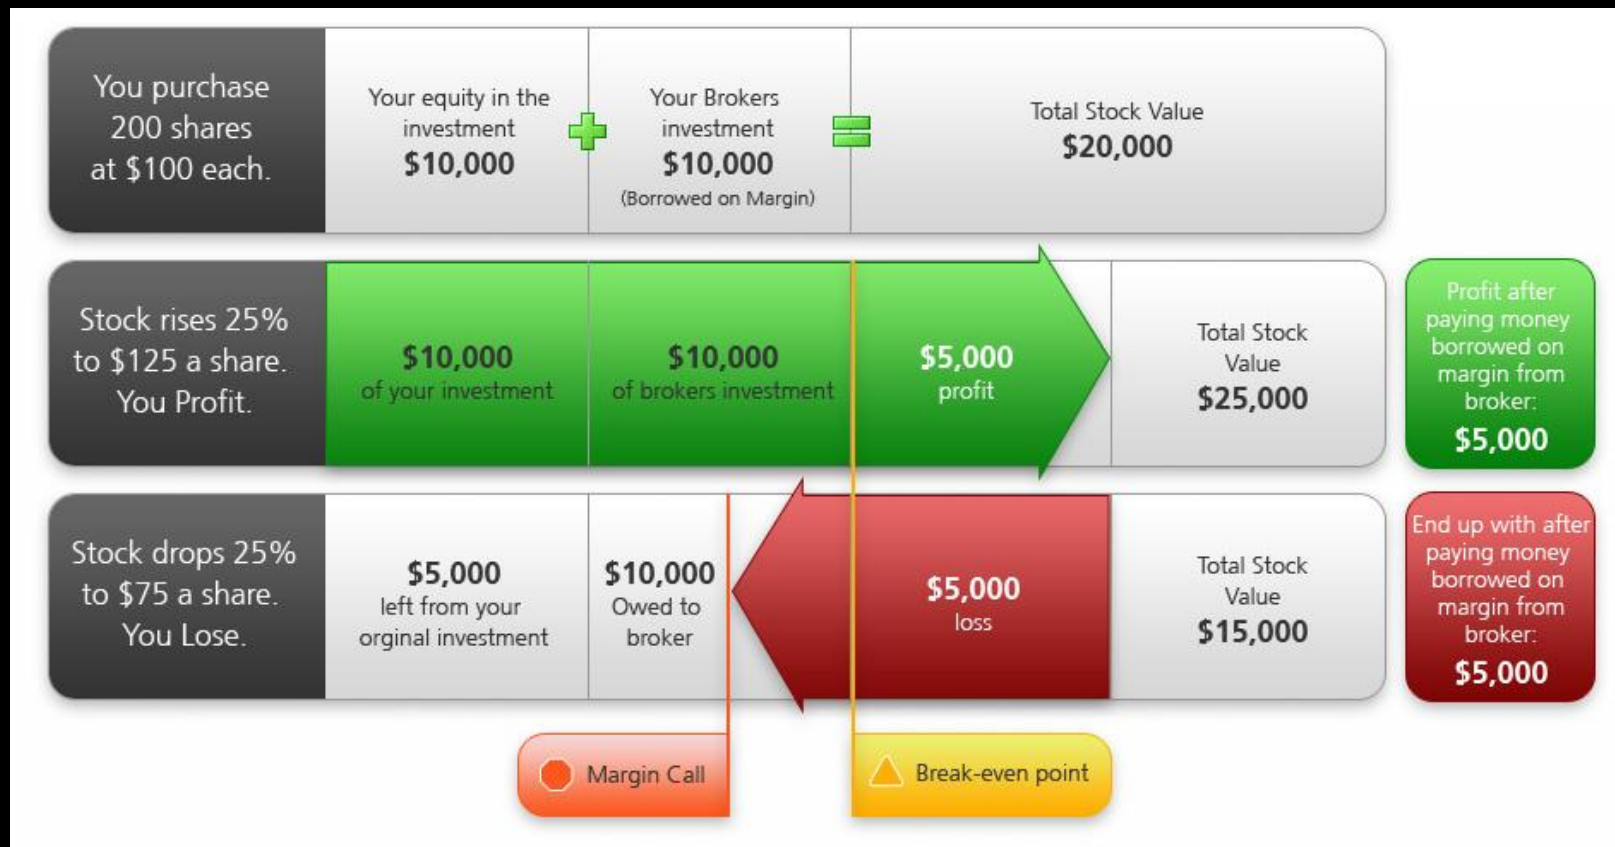 You purchase
200 shares
at $100 each.
Your equity in the
investment
$10,000
Your Brokers
investment
$10,000
(Borrowed on Margin)
Total Stock Value
$20,000
Stock rises 25%
to $125 a share.
You Profit.
$10,000
of your investment
$10,000
of brokers investment
$5,000
profit
Total Stock
Value
$25,000
Profit after
paying money
borrowed on
margin from
broker:
$5,000
Stock drops 25%
to $75 a share.
You Lose.
$5,000
left from your
orginal investment
$10,000
Owed to
broker
$5,000
loss
Total Stock
Value
$15,000
End up with after
paying money
borrowed on
margin from
broker:
$5,000
Margin Call
Break-even point